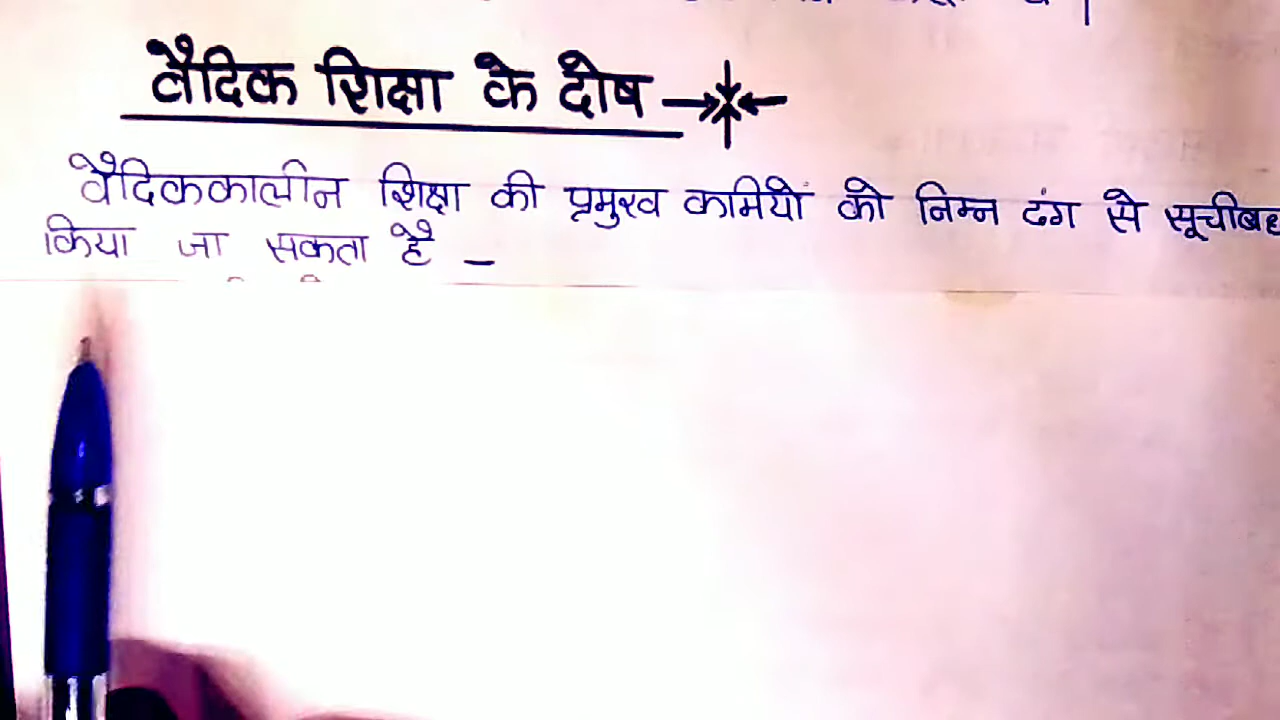 वैदिक शिक्षा के दोष
वैदिककालीन शिक्षा की प्रमुख कमियों को निम्न ढंग से सूचीबद्ध
किया जा सकता है –